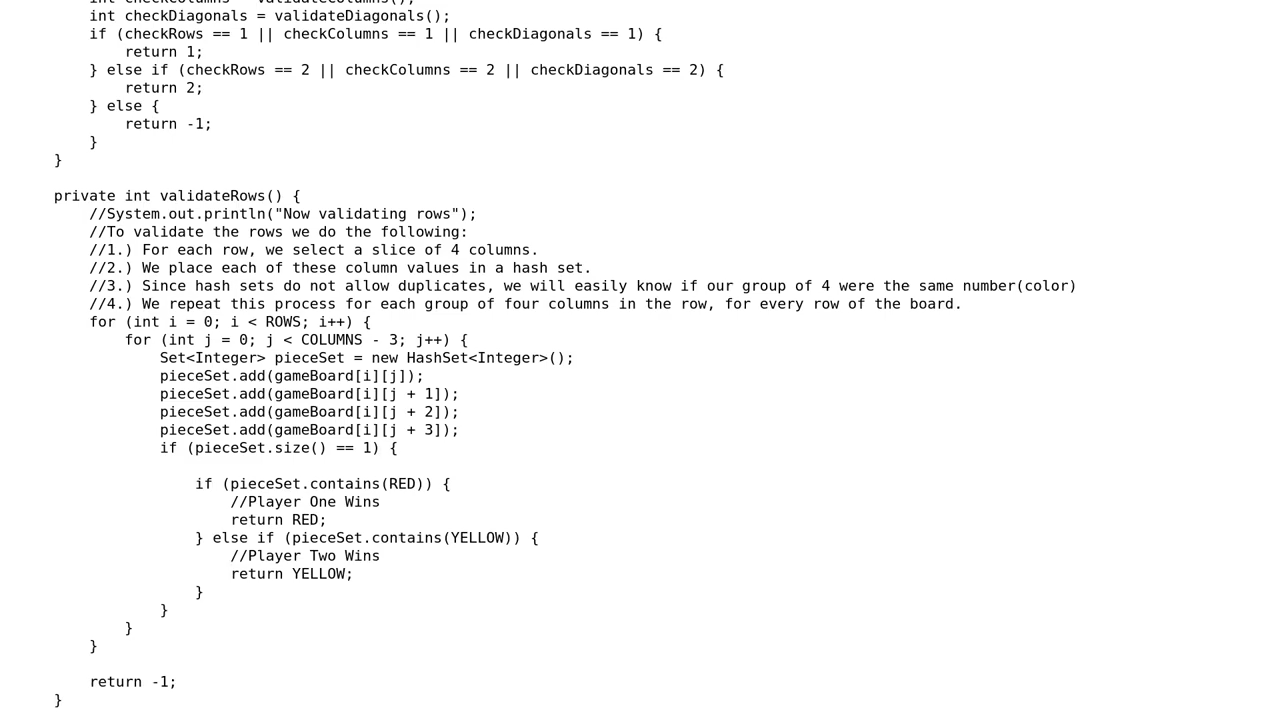 int checkColumns = validateColumns();
int checkDiagonals = validateDiagonals();
if (checkRows == 1 || checkColumns == 1 || checkDiagonals == 1) {
return 1;
} else if (checkRows == 2 || checkColumns == 2 || checkDiagonals == 2) {
return 2;
} else {
return -1;
}
}
private int validateRows() {
//System.out.println("Now validating rows");
//To validate the rows we do the following:
//1.) For each row, we select a slice of 4 columns.
//2.) We place each of these column values in a hash set.
//3.) Since hash sets do not allow duplicates, we will easily know if our group of 4 were the same number(color)
//4.) We repeat this process for each group of four columns in the row, for every row of the board.
for (int i = 0; i < ROWS; i++) {
for (int j = 0; j < COLUMNS - 3; j++) {
Set<Integer> pieceSet = new HashSet<Integer>();
pieceSet.add(gameBoard[i][j]);
pieceSet.add(gameBoard[i][j + 1]);
pieceSet.add(gameBoard[i][j + 2]);
pieceSet.add(gameBoard[i][j + 3]);
if (pieceSet.size() == 1) {
if (pieceSet.contains(RED)) {
//Player One Wins
return RED;
} else if (pieceSet.contains(YELLOW)) {
//Player Two Wins
return YELLOW;
}
}
}
}
return -1;
}